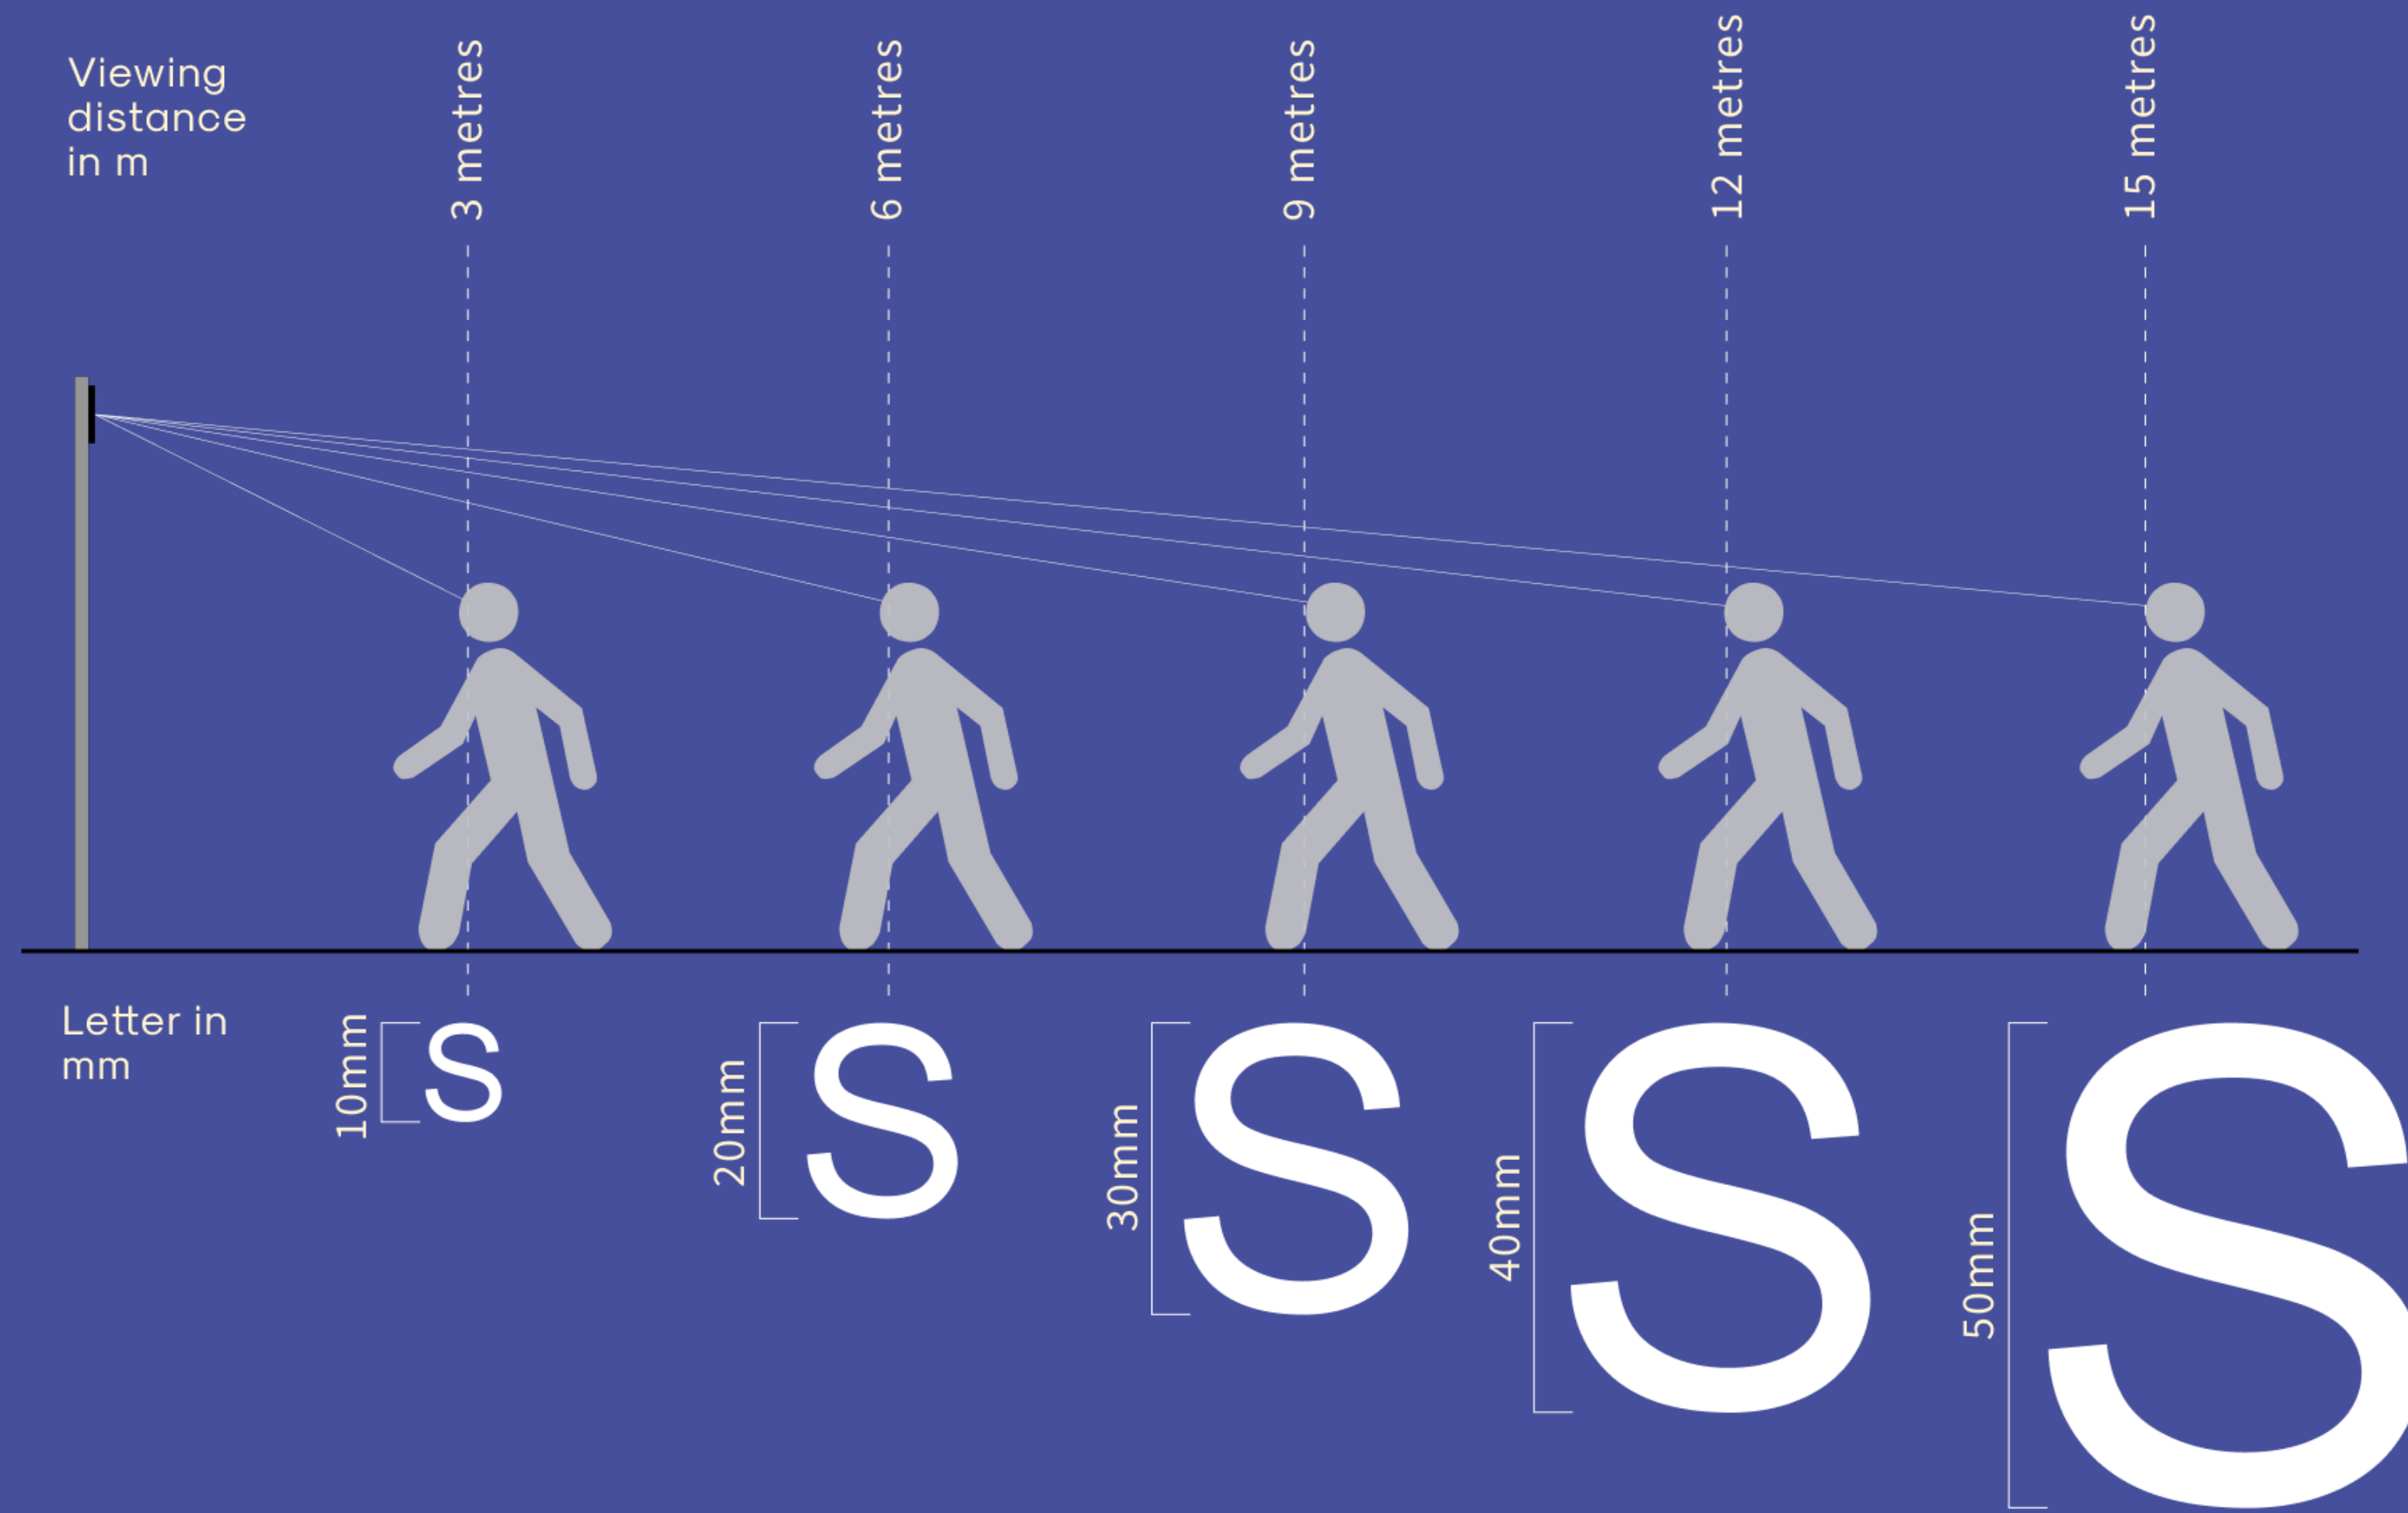 Viewing
distance
in m
3 metres
6 metres
9 metres
12 metres
15 metres
Letter in
mm
10mm
S
20mm
S
30mm
S
40mm
S
50mm
S